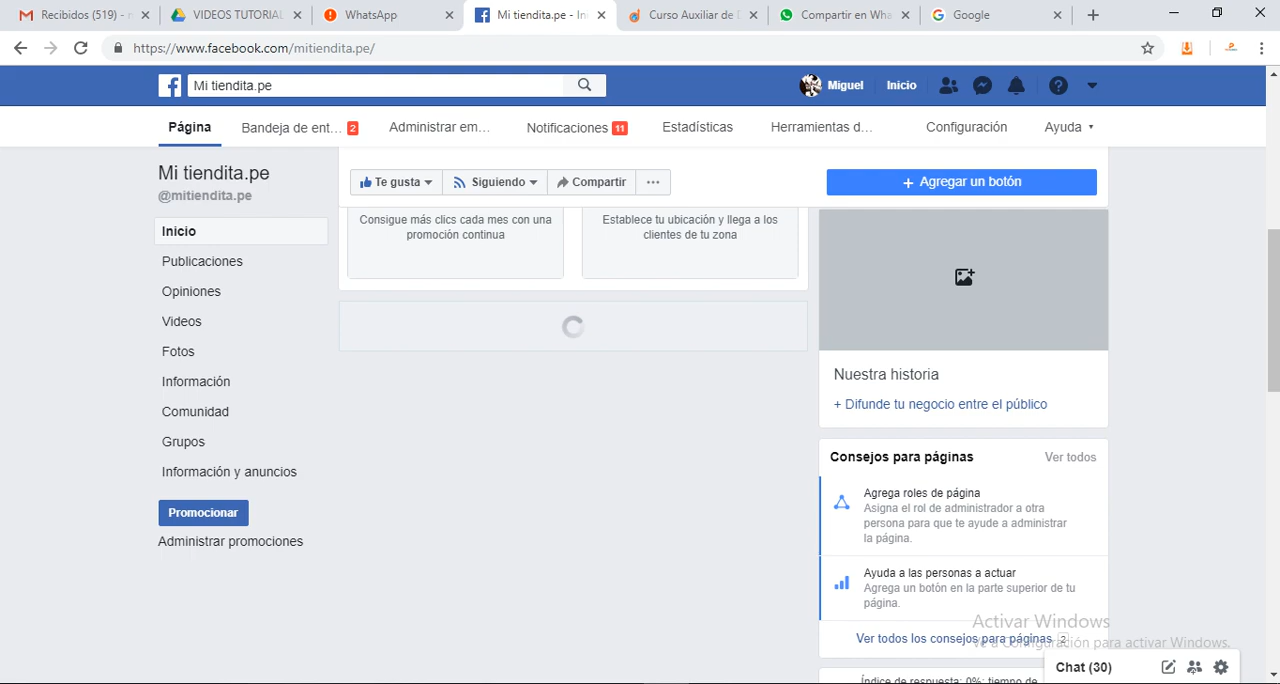 Recibidos (519) - 
VIDEOS TUTORIAL
WhatsApp
Mi tiendita.pe - In
Curso Auxiliar de
Compartir en Wha
Google
https://www.facebook.com/mitiendita.pe/
Mi tiendita.pe
Miguel
Inicio
Página
Bandeja de ent... 2
Administrar em...
Notificaciones 11
Estadísticas
Herramientas d...
Configuración
Ayuda
Mi tiendita.pe
@mitiendita.pe
Inicio
Publicaciones
Opiniones
Videos
Fotos
Información
Comunidad
Grupos
Información y anuncios
Promocionar
Administrar promociones
Te gusta
Siguiendo
Compartir
...
+ Agregar un botón
Consigue más clics cada mes con una
promoción continua
Establece tu ubicación y llega a los
clientes de tu zona
Nuestra historia
+ Difunde tu negocio entre el público
Consejos para páginas
Ver todos
Agrega roles de página
Asigna el rol de administrador a otra
persona para que te ayude a administrar
la página.
Ayuda a las personas a actuar
Agrega un botón en la parte superior de tu
página.
Ver todos los consejos para páginas 2
Activar Windows
Ve a Configuración para activar Windows.
Índice de respuesta: 0%; tiempo de
Chat (30)